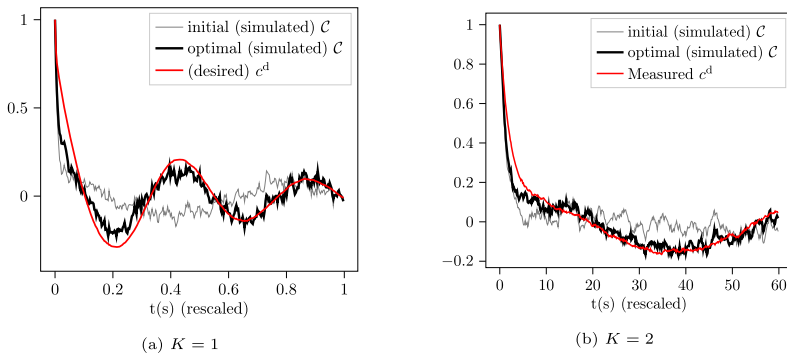 initial (simulated) 𝒞
optimal (simulated) 𝒞
(desired) cᵈ
1
0.5
0
0 0.2 0.4 0.6 0.8 1
t(s) (rescaled)
(a) K = 1
initial (simulated) 𝒞
optimal (simulated) 𝒞
Measured cᵈ
1
0.8
0.6
0.4
0.2
0
−0.2
0 10 20 30 40 50 60
t(s) (rescaled)
(b) K = 2